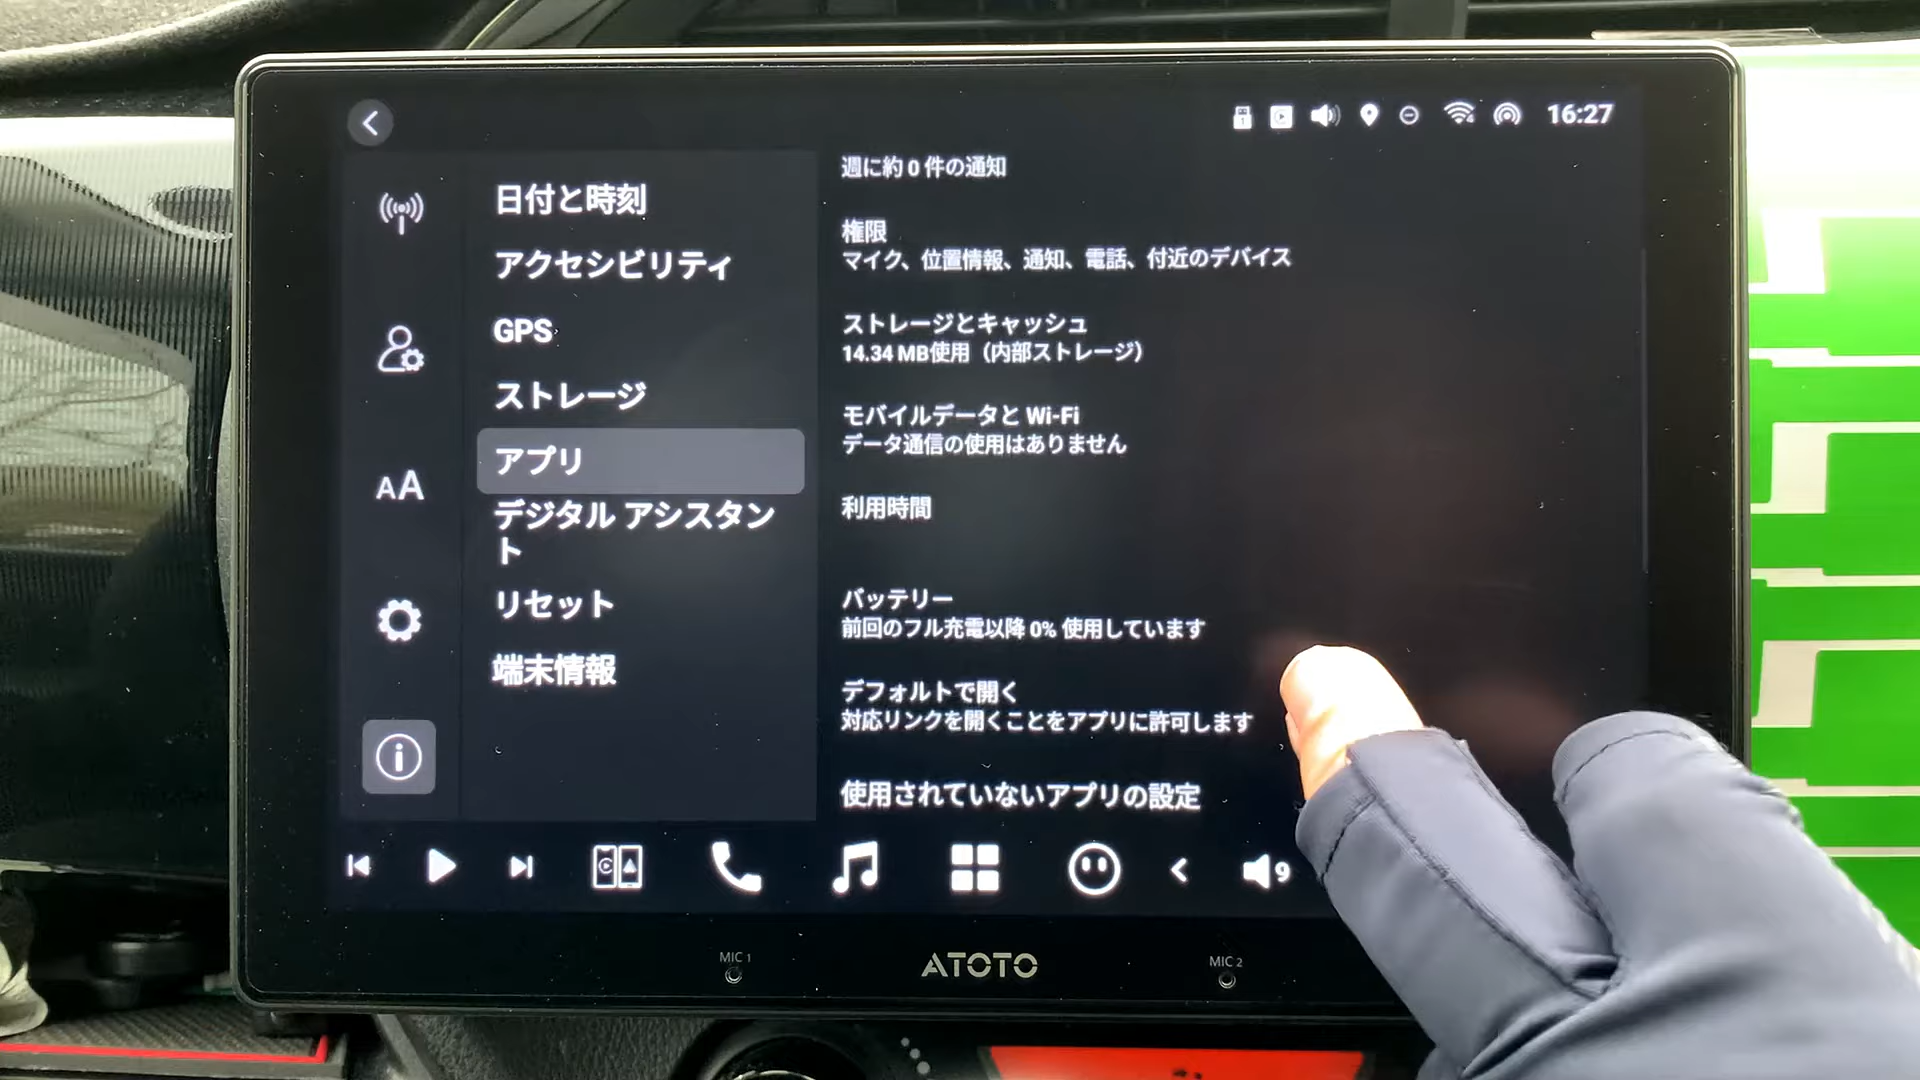 16:27
日付と時刻
アクセシビリティ
GPS
ストレージ
アプリ
デジタル アシスタン
ト
リセット
端末情報
AA
週に約 0 件の通知
権限
マイク、位置情報、通知、電話、付近のデバイス
ストレージとキャッシュ
14.34 MB使用（内部ストレージ）
モバイルデータと Wi-Fi
データ通信の使用はありません
利用時間
バッテリー
前回のフル充電以降 0% 使用しています
デフォルトで開く
対応リンクを開くことをアプリに許可します
使用されていないアプリの設定
9
MIC 1
ATOTO
MIC 2